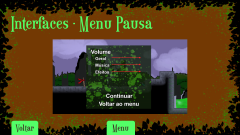 Interfaces - Menu Pausa
Volume
Geral
Música
Efeitos
Continuar
Voltar ao menu
Voltar
Menu